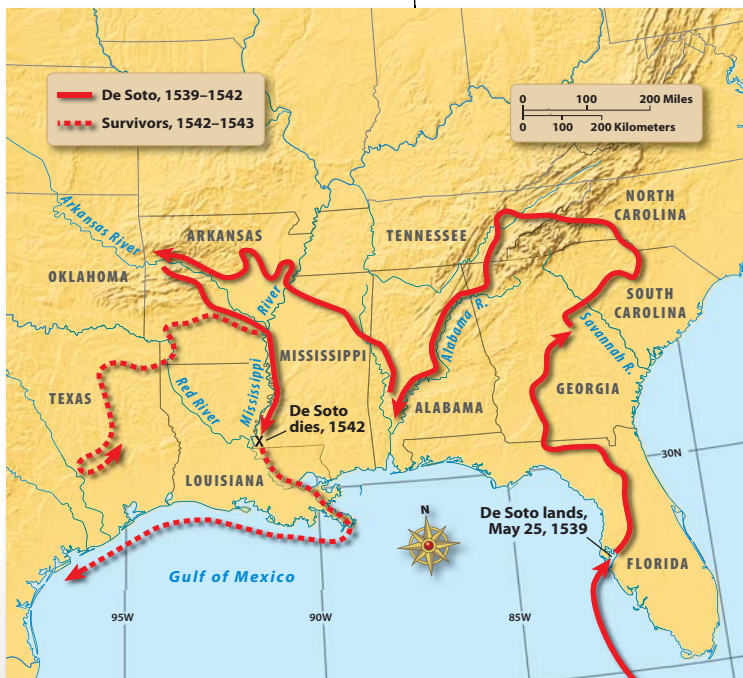 De Soto, 1539–1542
Survivors, 1542–1543
0 100 200 Miles
0 100 200 Kilometers
NORTH
CAROLINA
Arkansas River
ARKANSAS
TENNESSEE
OKLAHOMA
River
Mississippi
Alabama R.
SOUTH
CAROLINA
Savannah R.
MISSISSIPPI
TEXAS
Red River
GEORGIA
De Soto
dies, 1542
ALABAMA
30N
LOUISIANA
N
De Soto lands,
May 25, 1539
FLORIDA
Gulf of Mexico
95W
90W
85W
X